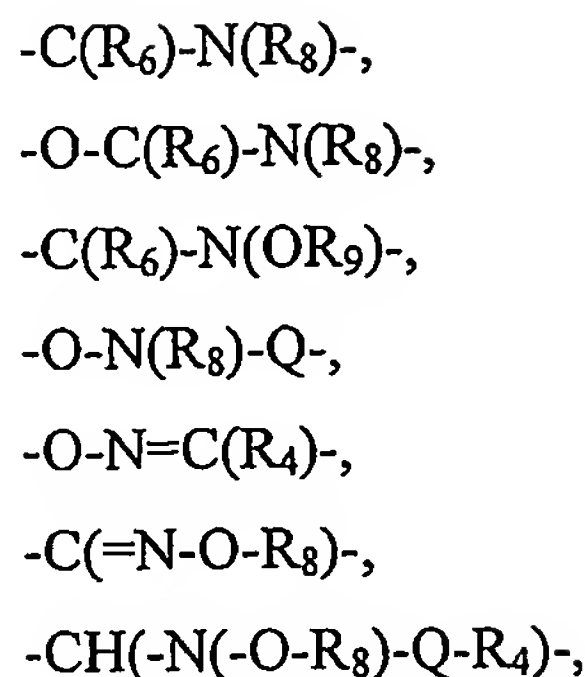 -C(R₆)-N(R₈)-,
-O-C(R₆)-N(R₈)-,
-C(R₆)-N(OR₉)-,
-O-N(R₈)-Q-,
-O-N=C(R₄)-,
-C(=N-O-R₈)-,
-CH(-N(-O-R₈)-Q-R₄)-,